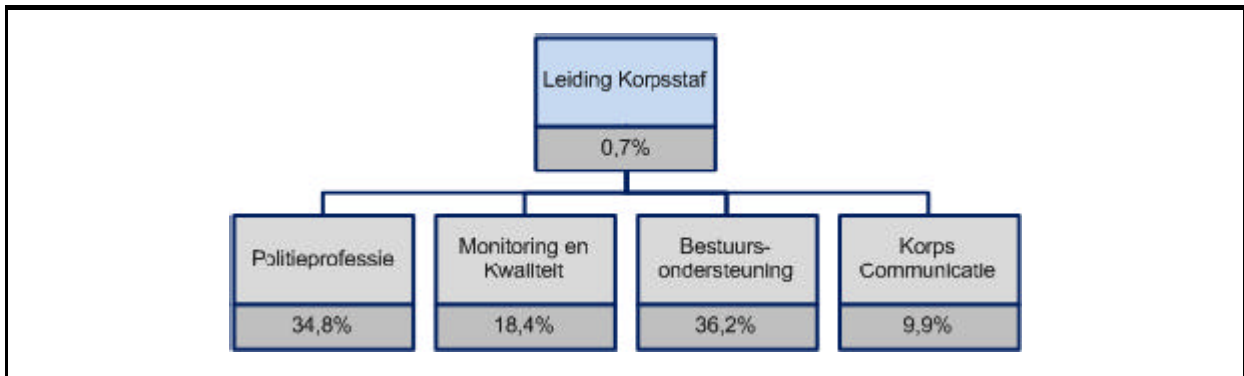 Leiding Korpsstaf
0,7%
Politieprofessie
34,8%
Monitoring en
Kwaliteit
18,4%
Bestuurs-
ondersteuning
36,2%
Korps
Communicatie
9,9%